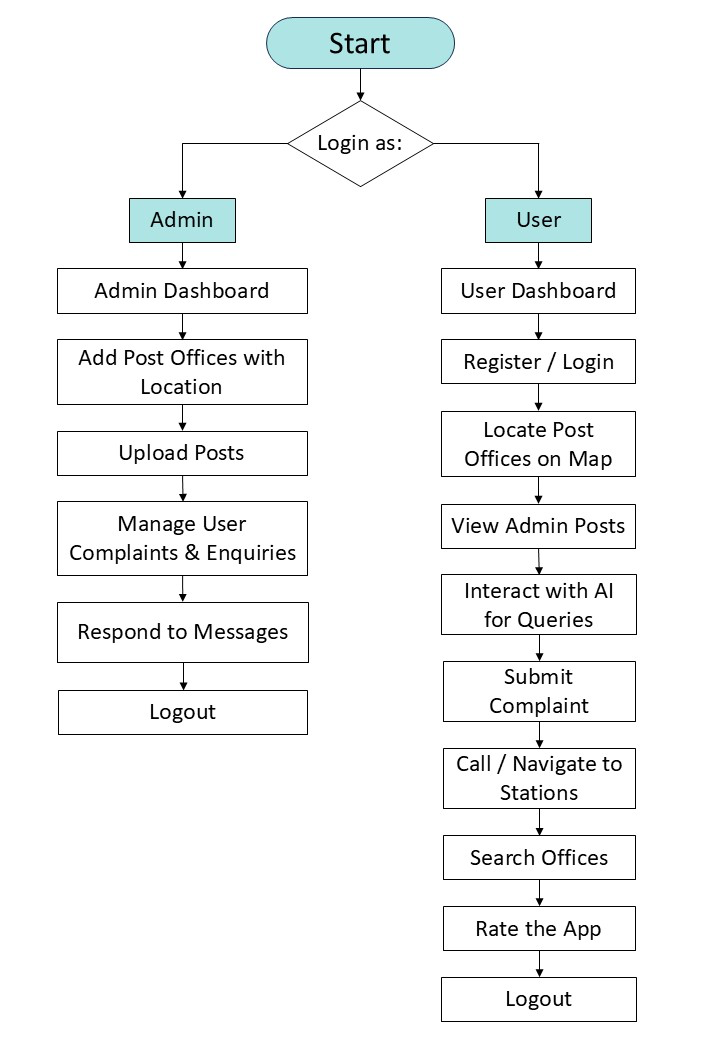 Start
Login as:
Admin
Admin Dashboard
Add Post Offices with
Location
Upload Posts
Manage User
Complaints & Enquiries
Respond to Messages
Logout
User
User Dashboard
Register / Login
Locate Post
Offices on Map
View Admin Posts
Interact with AI
for Queries
Submit
Complaint
Call / Navigate to
Stations
Search Offices
Rate the App
Logout